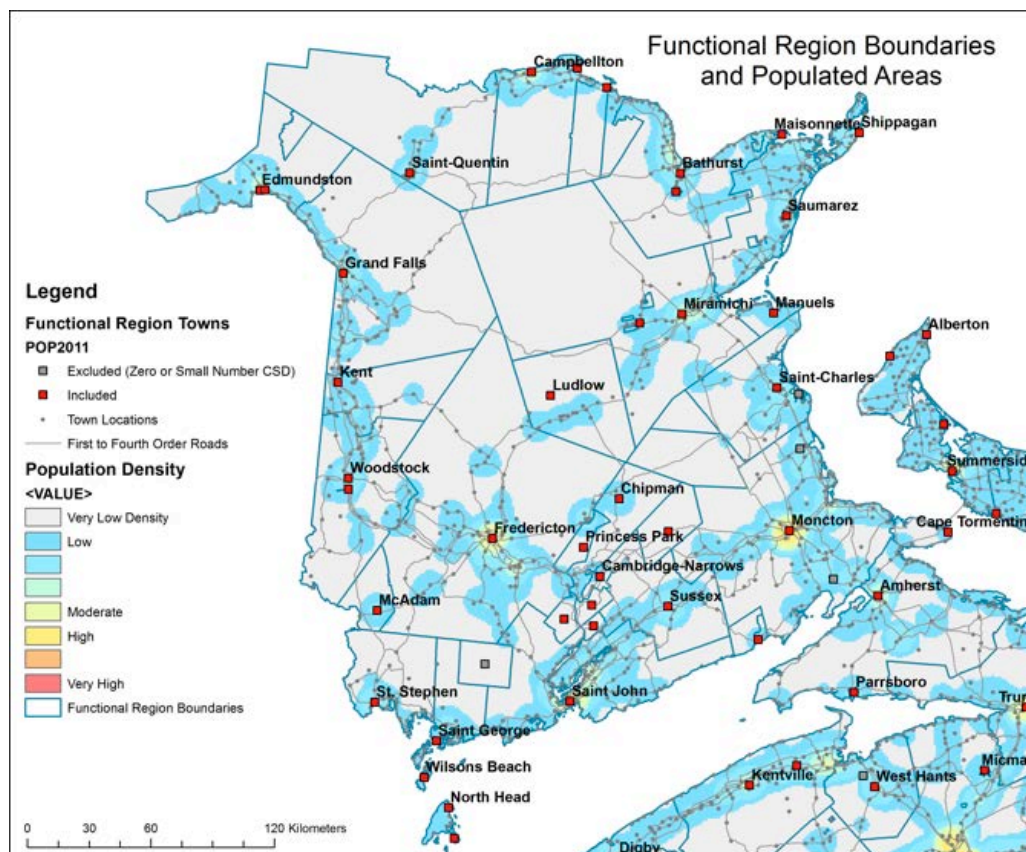 Functional Region Boundaries
and Populated Areas
Campbellton
Maisonnette
Shippagan
Bathurst
Saint-Quentin
Edmundston
Saumarez
Grand Falls
Miramichi
Manuels
Alberton
Kent
Ludlow
Saint-Charles
Woodstock
Summersid
Chipman
Fredericton
Moncton
Princess Park
Cape Tormentin
Cambridge-Narrows
McAdam
Sussex
Amherst
St. Stephen
Saint John
Parrsboro
Trur
Saint George
Wilsons Beach
Kentville
West Hants
Micma
North Head
Digby
Legend
Functional Region Towns
POP2011
Excluded (Zero or Small Number CSD)
Included
Town Locations
First to Fourth Order Roads
Population Density
<VALUE>
Very Low Density
Low
Moderate
High
Very High
Functional Region Boundaries
0 30 60 120 Kilometers